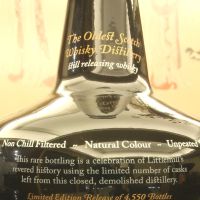 The Oldest Scotch
Whisky Distillery
still releasing whisky
Non Chill Filtered ~ Natural Colour ~ Unpeated
This rare bottling is a celebration of Littlemill's
revered history using the limited number of casks
left from this closed, demolished distillery.
Limited Edition Release of 4,550 Bottles